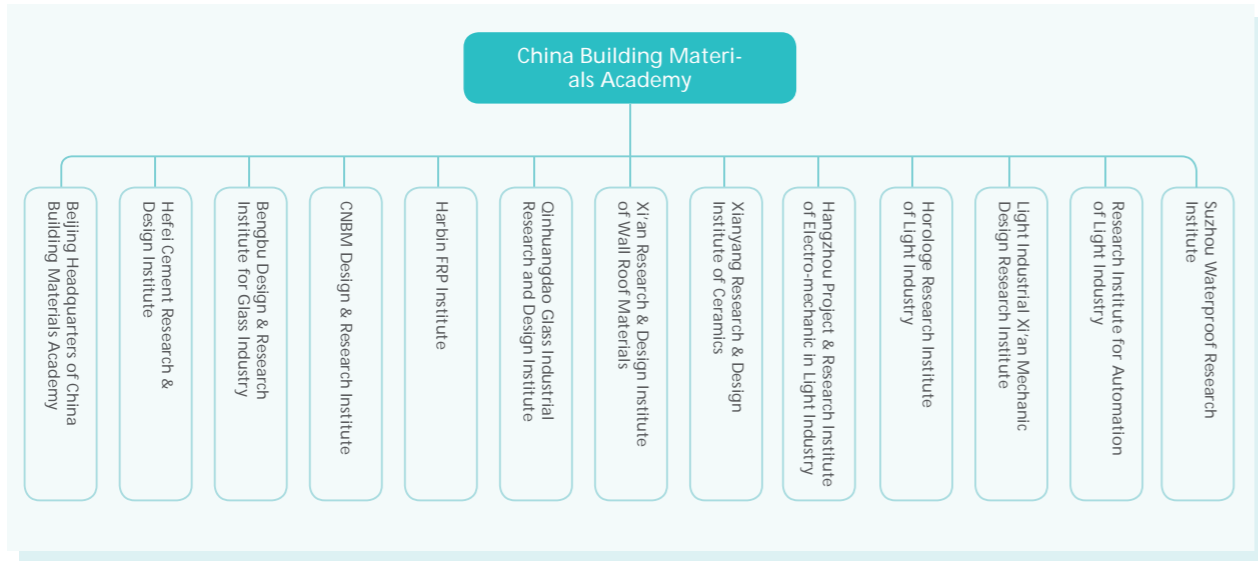 China Building Materi-
als Academy
Beijing Headquarters of China
Building Materials Academy
Hefei Cement Research &
Design Institute
Bengbu Design & Research
Institute for Glass Industry
CNBM Design & Research Institute
Harbin FRP Institute
Qinhuangdao Glass Industrial
Research and Design Institute
Xi'an Research & Design Institute
of Wall Roof Materials
Xianyang Research & Design
Institute of Ceramics
Hangzhou Project & Research Institute
of Electro-mechanic in Light Industry
Horologe Research Institute
of Light Industry
Light Industrial Xi'an Mechanic
Design Research Institute
Research Institute for Automation
of Light Industry
Suzhou Waterproof Research
Institute